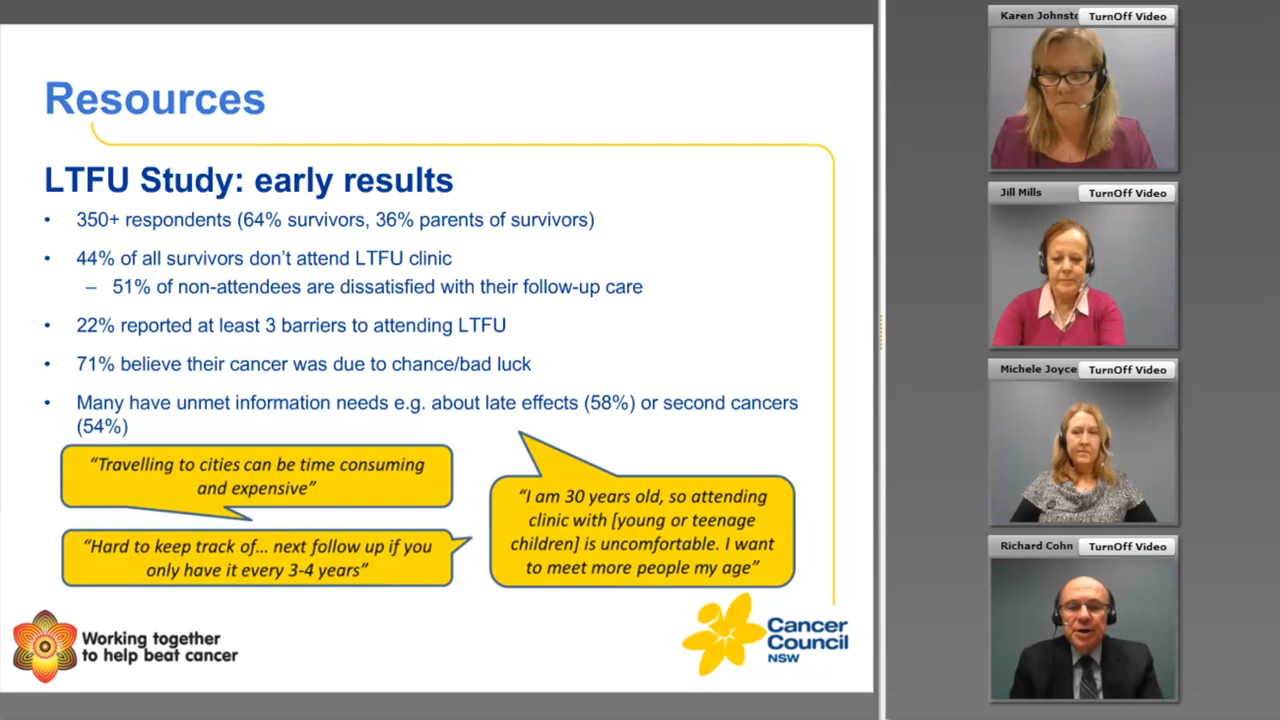 Resources
LTFU Study: early results
• 350+ respondents (64% survivors, 36% parents of survivors)
• 44% of all survivors don’t attend LTFU clinic
– 51% of non-attendees are dissatisfied with their follow-up care
• 22% reported at least 3 barriers to attending LTFU
• 71% believe their cancer was due to chance/bad luck
• Many have unmet information needs e.g. about late effects (58%) or second cancers
(54%)
“Travelling to cities can be time consuming
and expensive”
“Hard to keep track of… next follow up if you
only have it every 3-4 years”
“I am 30 years old, so attending
clinic with [young or teenage
children] is uncomfortable. I want
to meet more people my age”
Working together
to help beat cancer
Cancer
Council
NSW
Karen Johnsto
TurnOff Video
Jill Mills
TurnOff Video
Michele Joyce
TurnOff Video
Richard Cohn
TurnOff Video